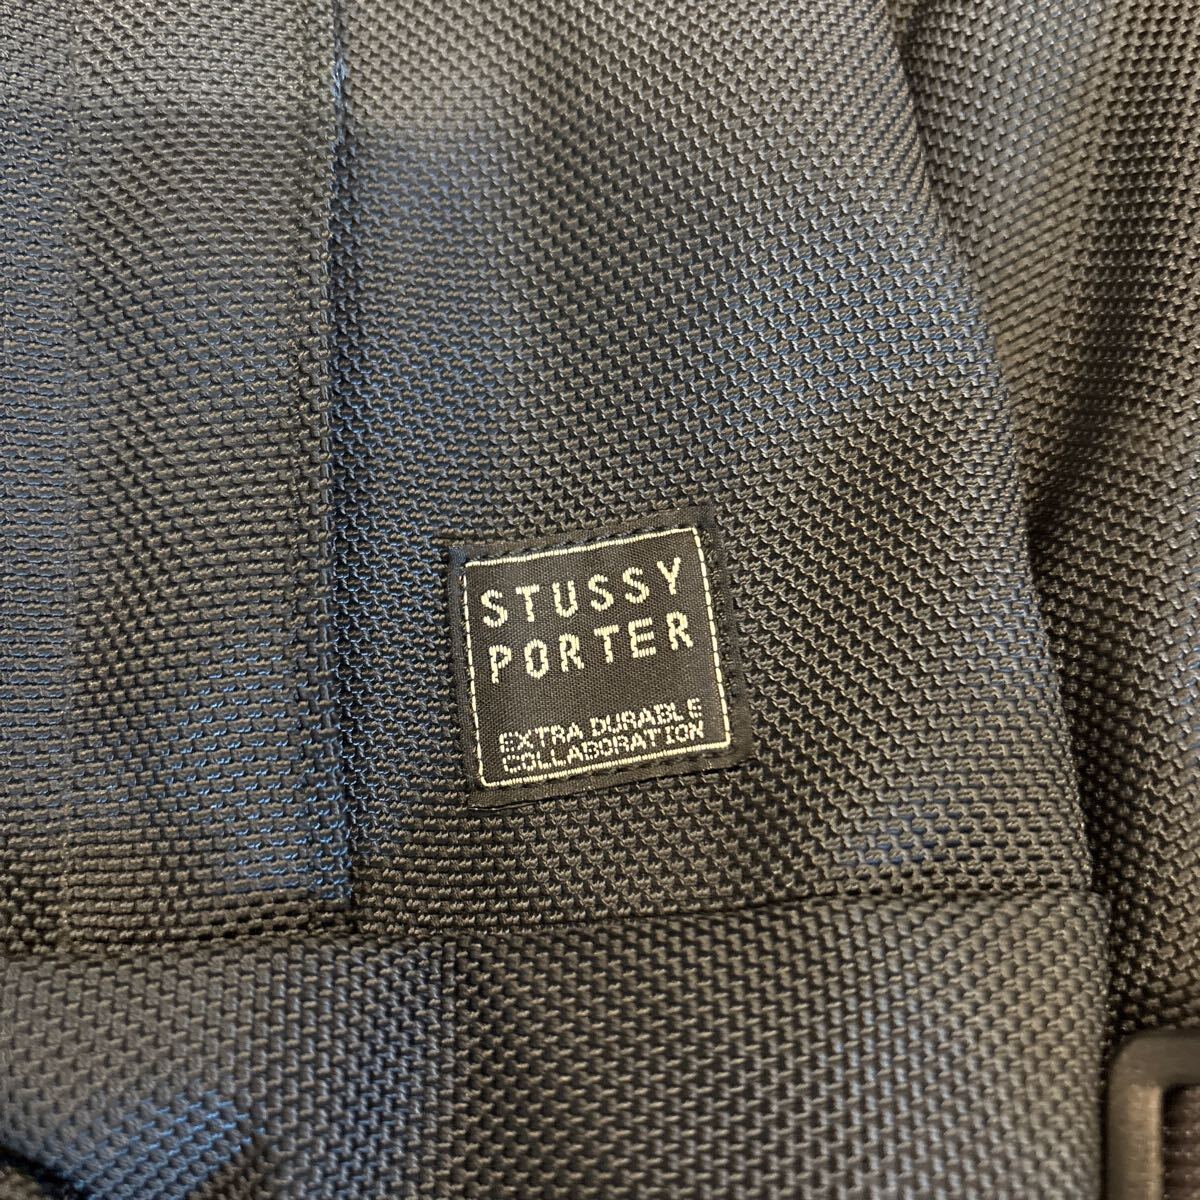 STUSSY
PORTER
EXTRA DURABLE
COLLABORATION